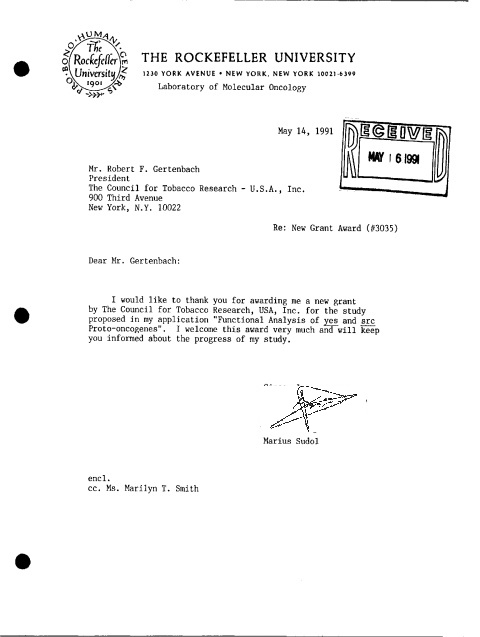 PRO·BONO·HUMANI·GENERIS
The
Rockefeller
University
1901
THE ROCKEFELLER UNIVERSITY
1230 YORK AVENUE • NEW YORK, NEW YORK 10021-6399
Laboratory of Molecular Oncology
May 14, 1991
RECEIVED
MAY 16 1991
Mr. Robert F. Gertenbach
President
The Council for Tobacco Research - U.S.A., Inc.
900 Third Avenue
New York, N.Y. 10022
Re: New Grant Award (#3035)
Dear Mr. Gertenbach:
I would like to thank you for awarding me a new grant
by The Council for Tobacco Research, USA, Inc. for the study
proposed in my application "Functional Analysis of yes and src
Proto-oncogenes". I welcome this award very much and will keep
you informed about the progress of my study.
Marius Sudol
encl.
cc. Ms. Marilyn T. Smith